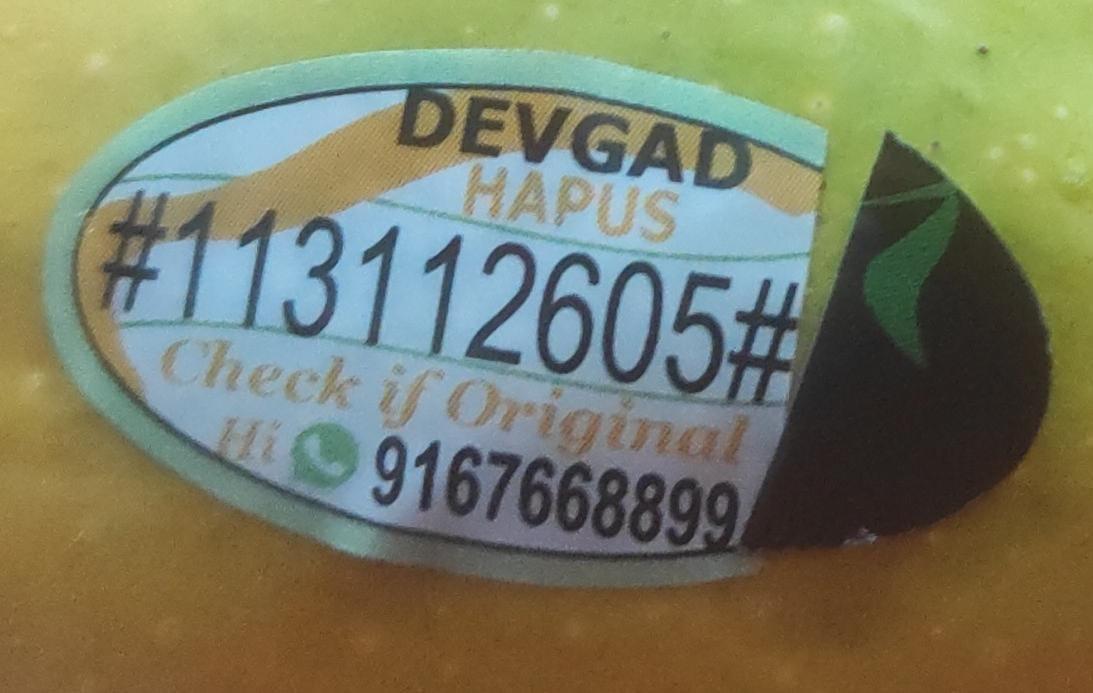 DEVGAD
HAPUS
#113112605#
Check if Original
Hi 9167668899